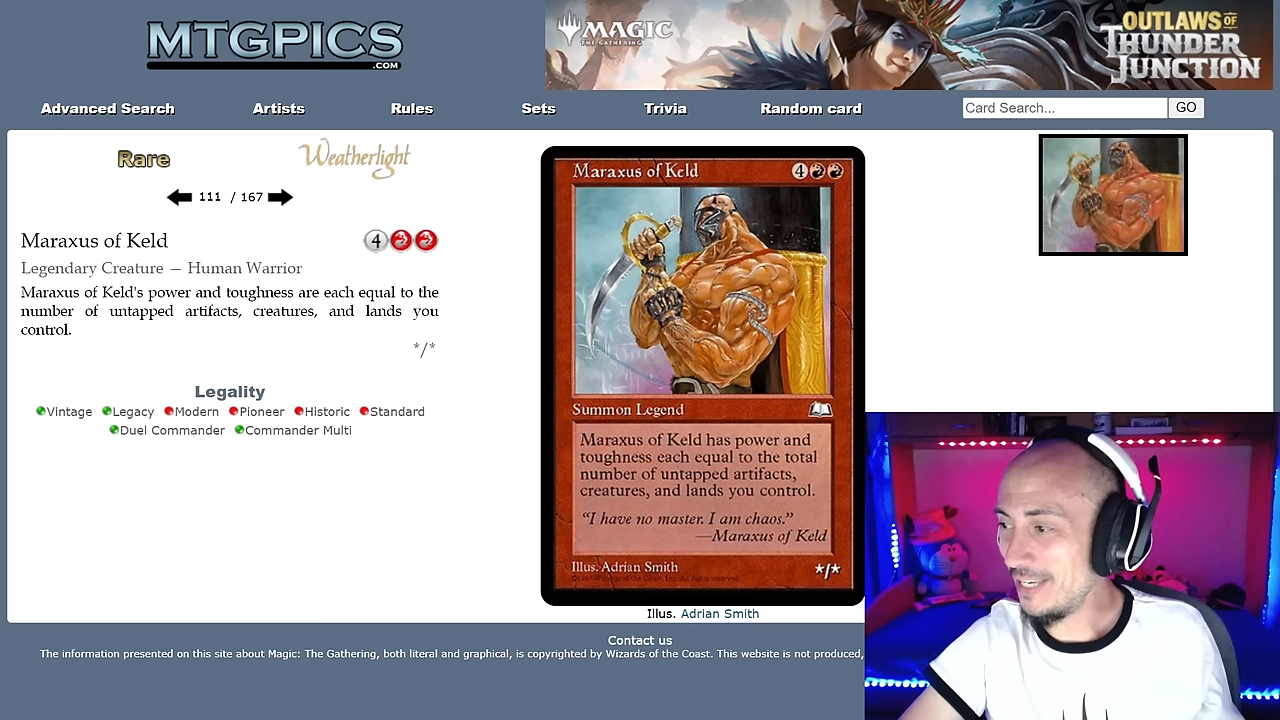 MTGPICS
.COM
MAGIC
THE GATHERING
OUTLAWS OF
THUNDER
JUNCTION
Advanced Search Artists Rules Sets Trivia Random card Card Search... GO
Rare Weatherlight
111 / 167
Maraxus of Keld 4
Legendary Creature — Human Warrior
Maraxus of Keld's power and toughness are each equal to the
number of untapped artifacts, creatures, and lands you
control.
*/*
Legality
Vintage Legacy Modern Pioneer Historic Standard
Duel Commander Commander Multi
Maraxus of Keld 4
Summon Legend
Maraxus of Keld has power and
toughness each equal to the total
number of untapped artifacts,
creatures, and lands you control.
“I have no master. I am chaos.”
—Maraxus of Keld
Illus. Adrian Smith
*/*
Illus. Adrian Smith
Contact us
The information presented on this site about Magic: The Gathering, both literal and graphical, is copyrighted by Wizards of the Coast. This website is not produced,